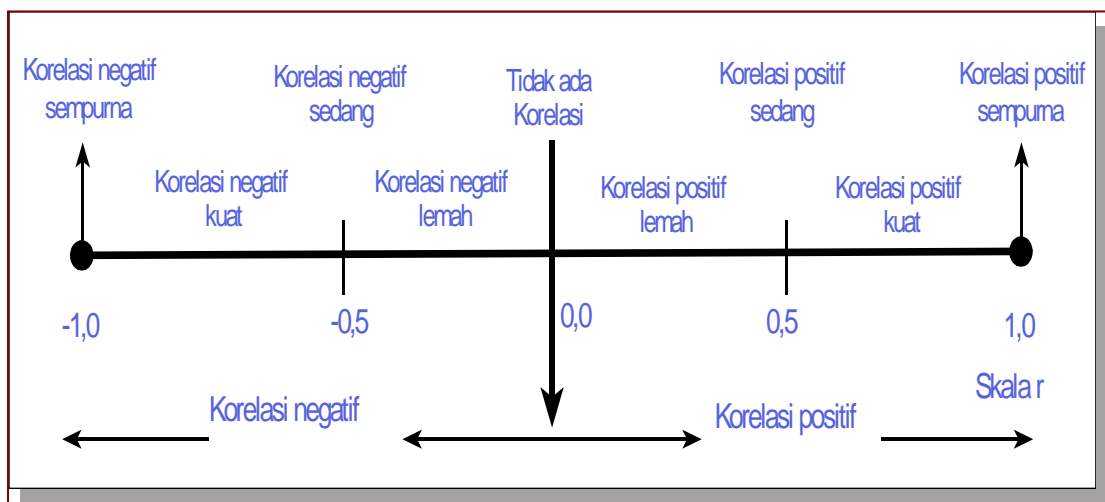 Korelasi negatif
sempurna
Korelasi negatif
sedang
Tidak ada
Korelasi
Korelasi positif
sedang
Korelasi positif
sempurna
Korelasi negatif
kuat
Korelasi negatif
lemah
Korelasi positif
lemah
Korelasi positif
kuat
-1,0
-0,5
0,0
0,5
1,0
Skala r
Korelasi negatif
Korelasi positif